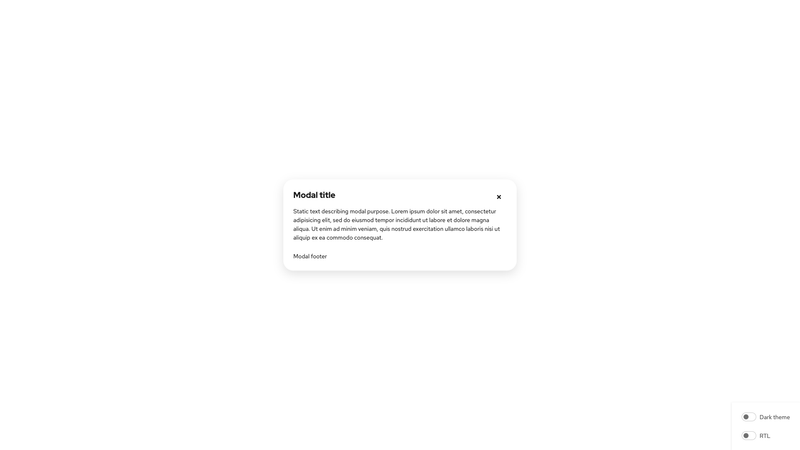 Modal title
Static text describing modal purpose. Lorem ipsum dolor sit amet, consectetur
adipisicing elit, sed do eiusmod tempor incididunt ut labore et dolore magna
aliqua. Ut enim ad minim veniam, quis nostrud exercitation ullamco laboris nisi ut
aliquip ex ea commodo consequat.
Modal footer
Dark theme
RTL